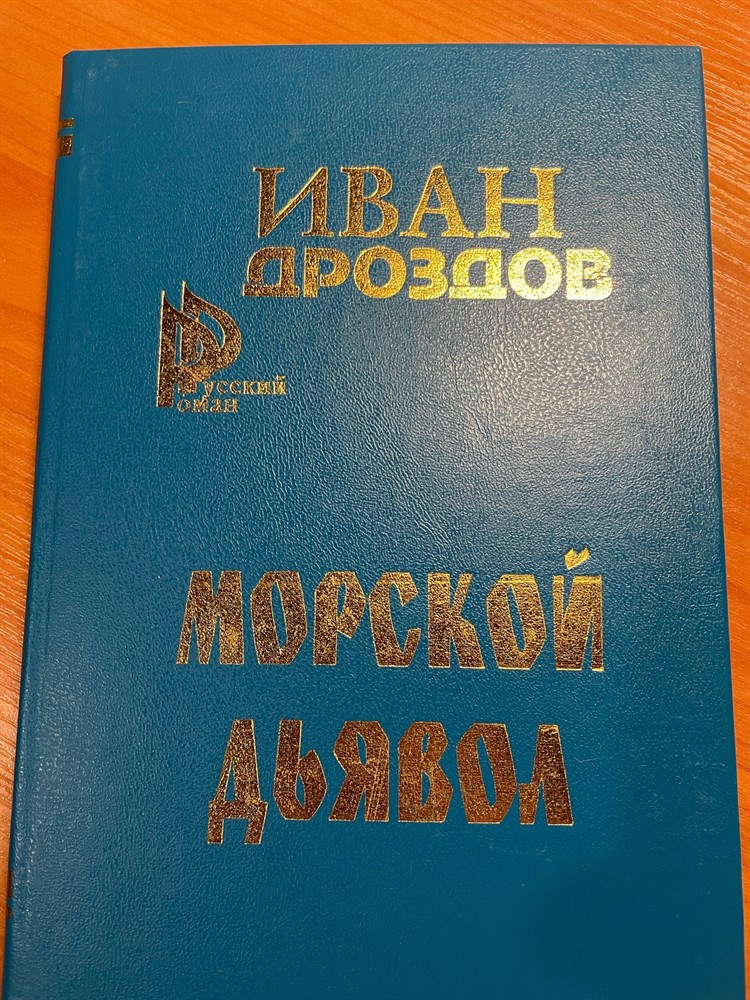 ИВАН
ДРОЗДОВ
Русский
Роман
МОРСКОЙ
ДЬЯВОЛ